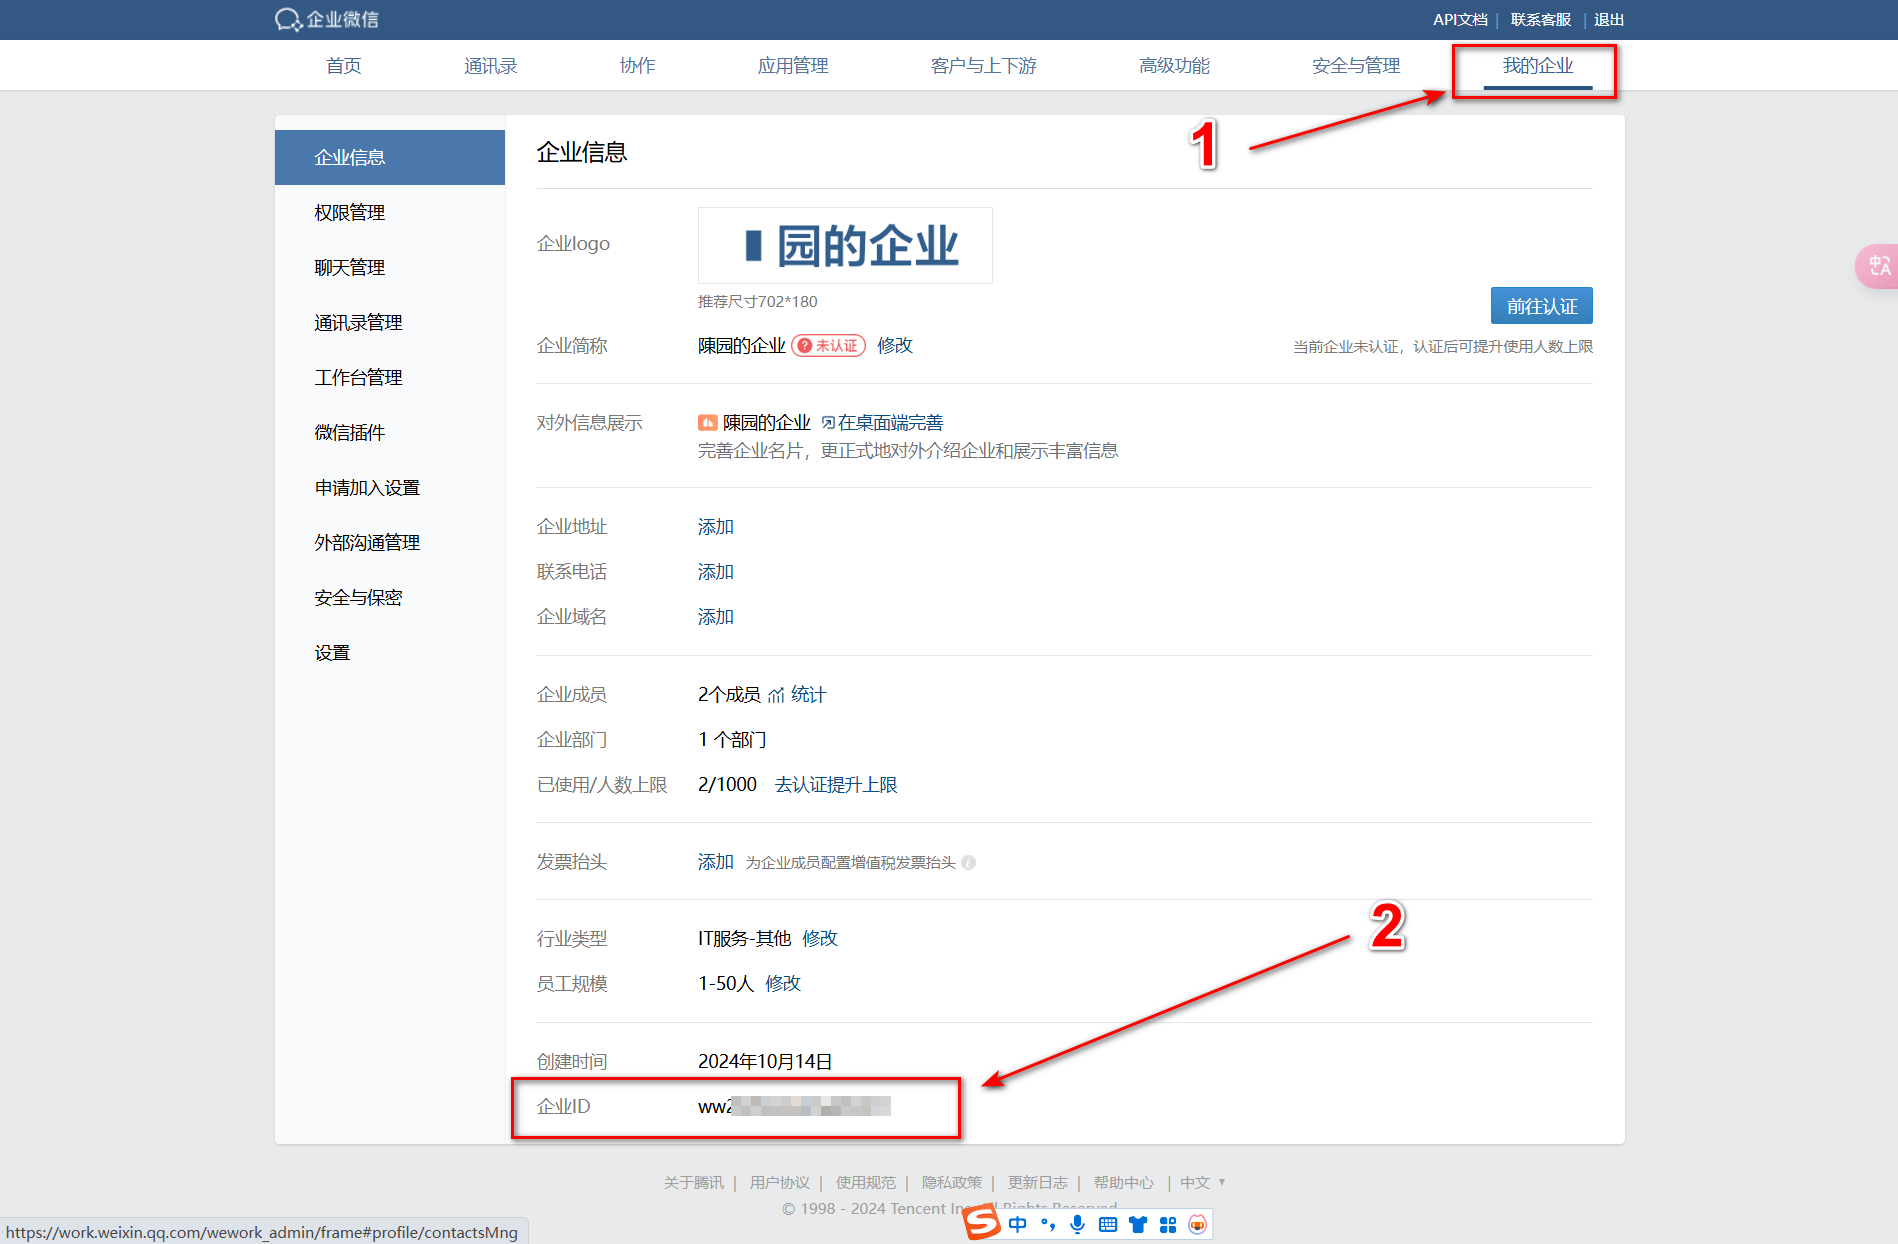 企业微信
API文档 | 联系客服 | 退出
首页 通讯录 协作 应用管理 客户与上下游 高级功能 安全与管理 我的企业
1
企业信息
权限管理
聊天管理
通讯录管理
工作台管理
微信插件
申请加入设置
外部沟通管理
安全与保密
设置
企业信息
企业logo
园的企业
推荐尺寸702*180
前往认证
企业简称 陳园的企业 未认证 修改
当前企业未认证，认证后可提升使用人数上限
对外信息展示 陳园的企业 在桌面端完善
完善企业名片，更正式地对外介绍企业和展示丰富信息
企业地址 添加
联系电话 添加
企业域名 添加
企业成员 2个成员 统计
企业部门 1 个部门
已使用/人数上限 2/1000 去认证提升上限
发票抬头 添加 为企业成员配置增值税发票抬头
2
行业类型 IT服务-其他 修改
员工规模 1-50人 修改
创建时间 2024年10月14日
企业ID ww2
关于腾讯 | 用户协议 | 使用规范 | 隐私政策 | 更新日志 | 帮助中心 | 中文
© 1998 - 2024 Tencent Inc. All Rights Reserved
中
https://work.weixin.qq.com/wework_admin/frame#profile/contactsMng
中A